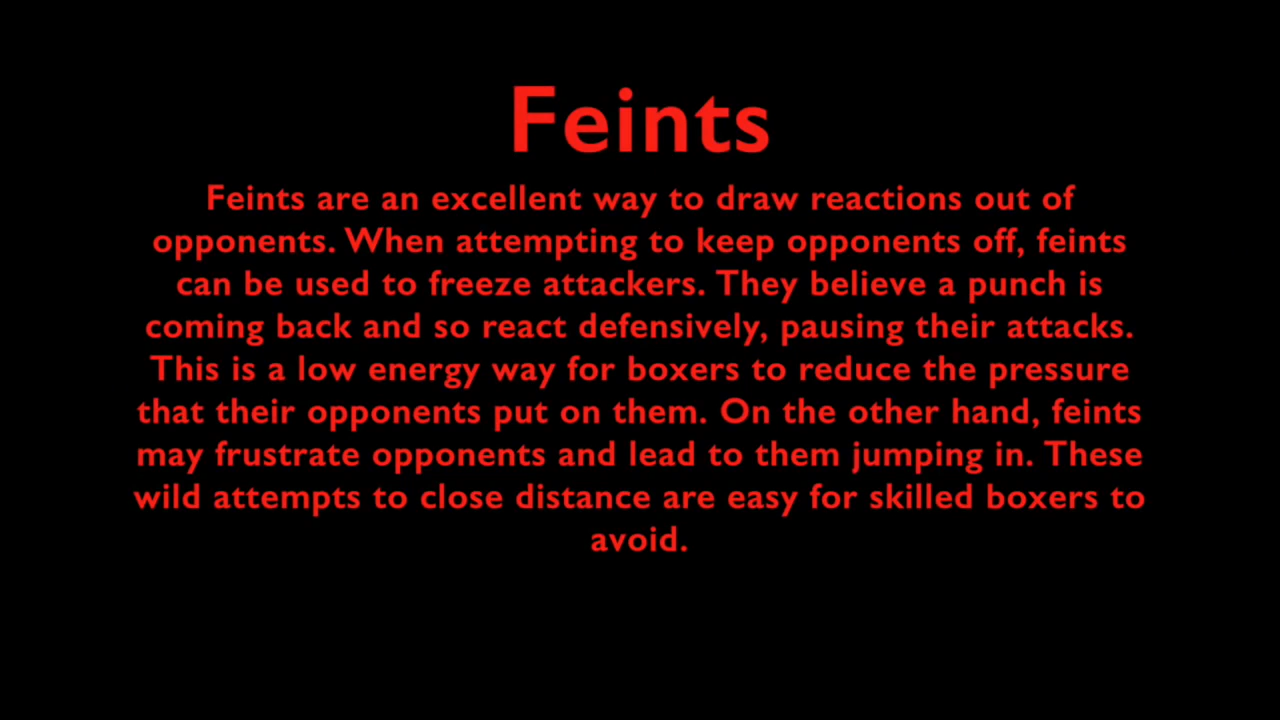 Feints
Feints are an excellent way to draw reactions out of
opponents. When attempting to keep opponents off, feints
can be used to freeze attackers. They believe a punch is
coming back and so react defensively, pausing their attacks.
This is a low energy way for boxers to reduce the pressure
that their opponents put on them. On the other hand, feints
may frustrate opponents and lead to them jumping in. These
wild attempts to close distance are easy for skilled boxers to
avoid.